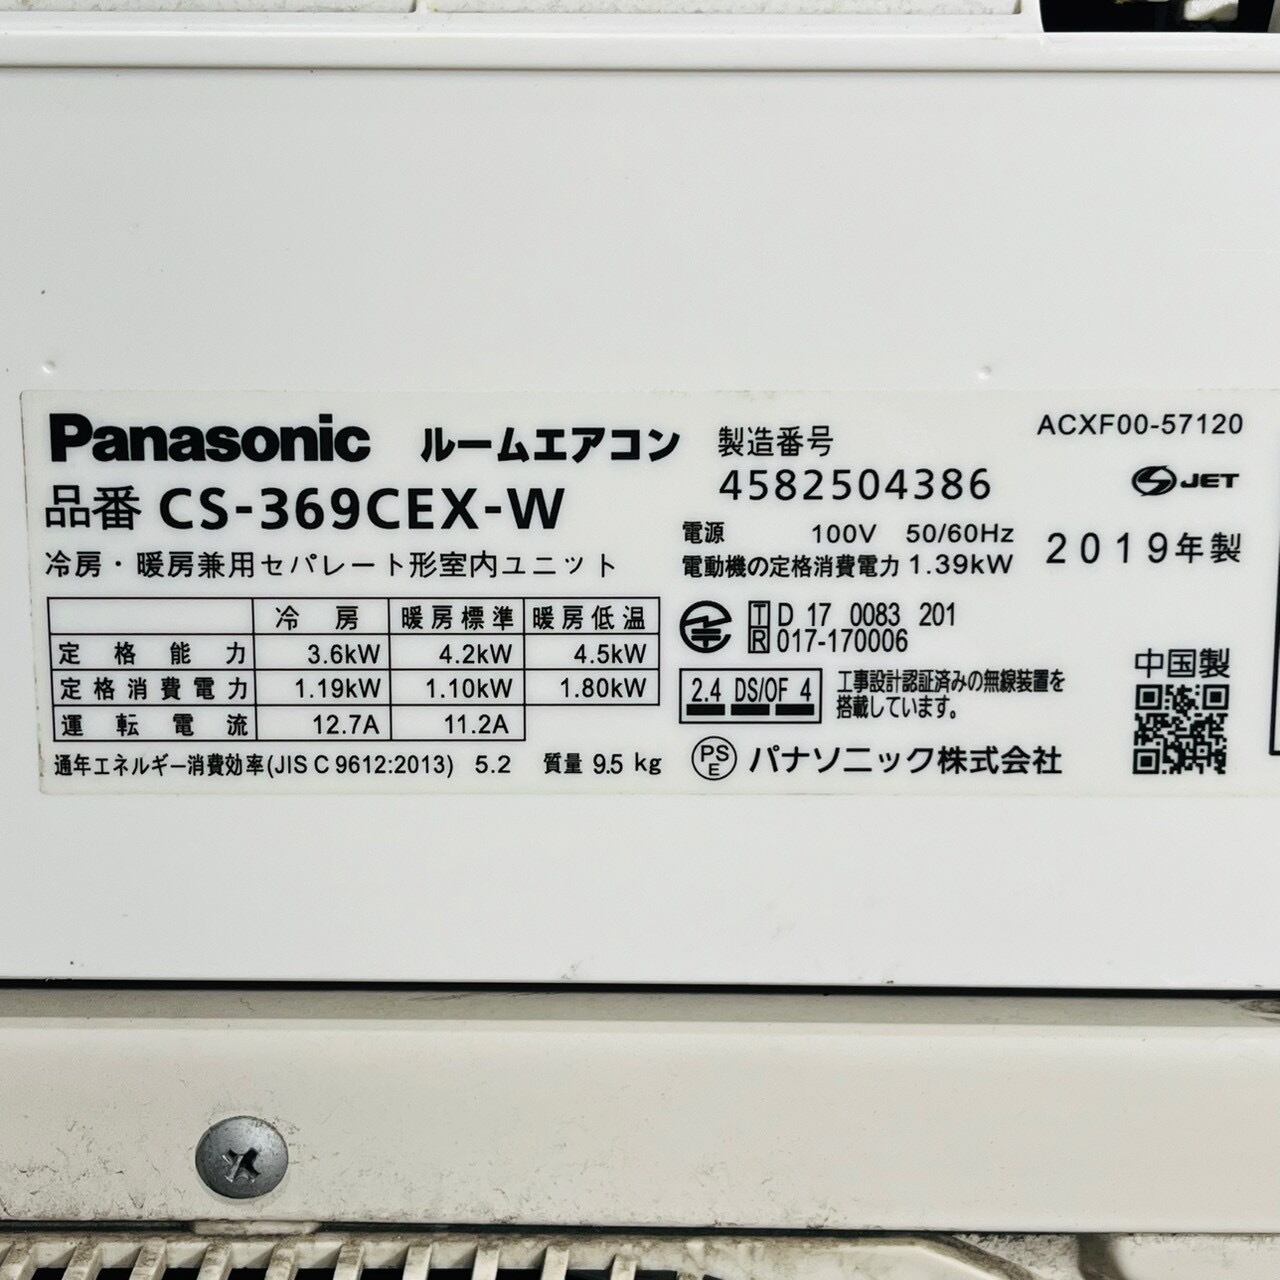 Panasonic ルームエアコン
品番 CS-369CEX-W
冷房・暖房兼用セパレート形室内ユニット
冷房 暖房標準 暖房低温
定格能力 3.6kW 4.2kW 4.5kW
定格消費電力 1.19kW 1.10kW 1.80kW
運転電流 12.7A 11.2A
通年エネルギー消費効率(JIS C 9612:2013) 5.2 質量 9.5 kg
製造番号
4582504386
電源 100V 50/60Hz
電動機の定格消費電力 1.39kW
T D 17 0083 201
R 017-170006
2.4 DS/OF 4
工事設計認証済みの無線装置を
搭載しています。
PS
E パナソニック株式会社
ACXF00-57120
S JET
2019年製
中国製